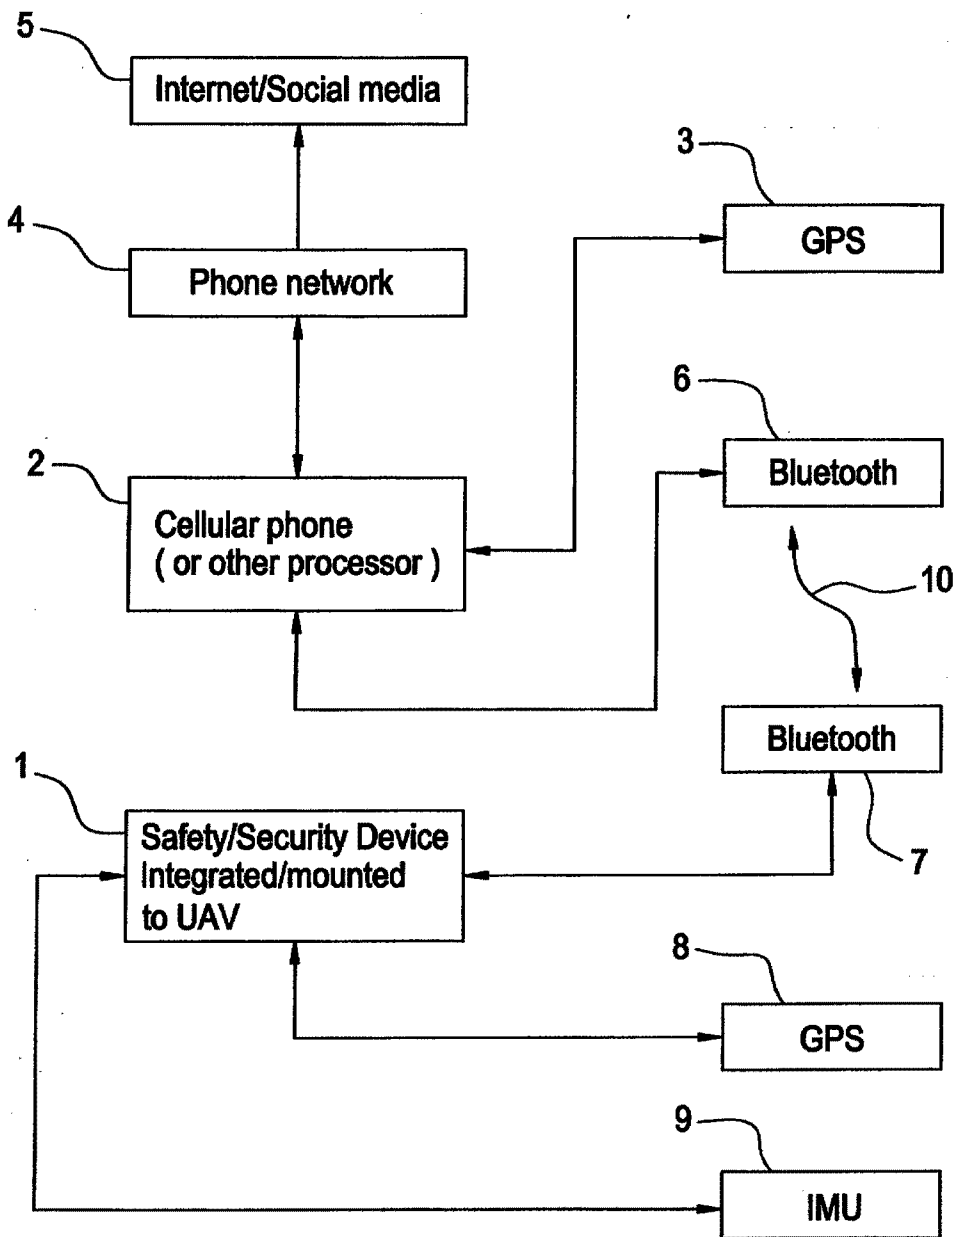 5
Internet/Social media
3
4
GPS
Phone network
6
2
Bluetooth
Cellular phone
( or other processor )
10
Bluetooth
1
Safety/Security Device
Integrated/mounted
to UAV
7
8
GPS
9
IMU